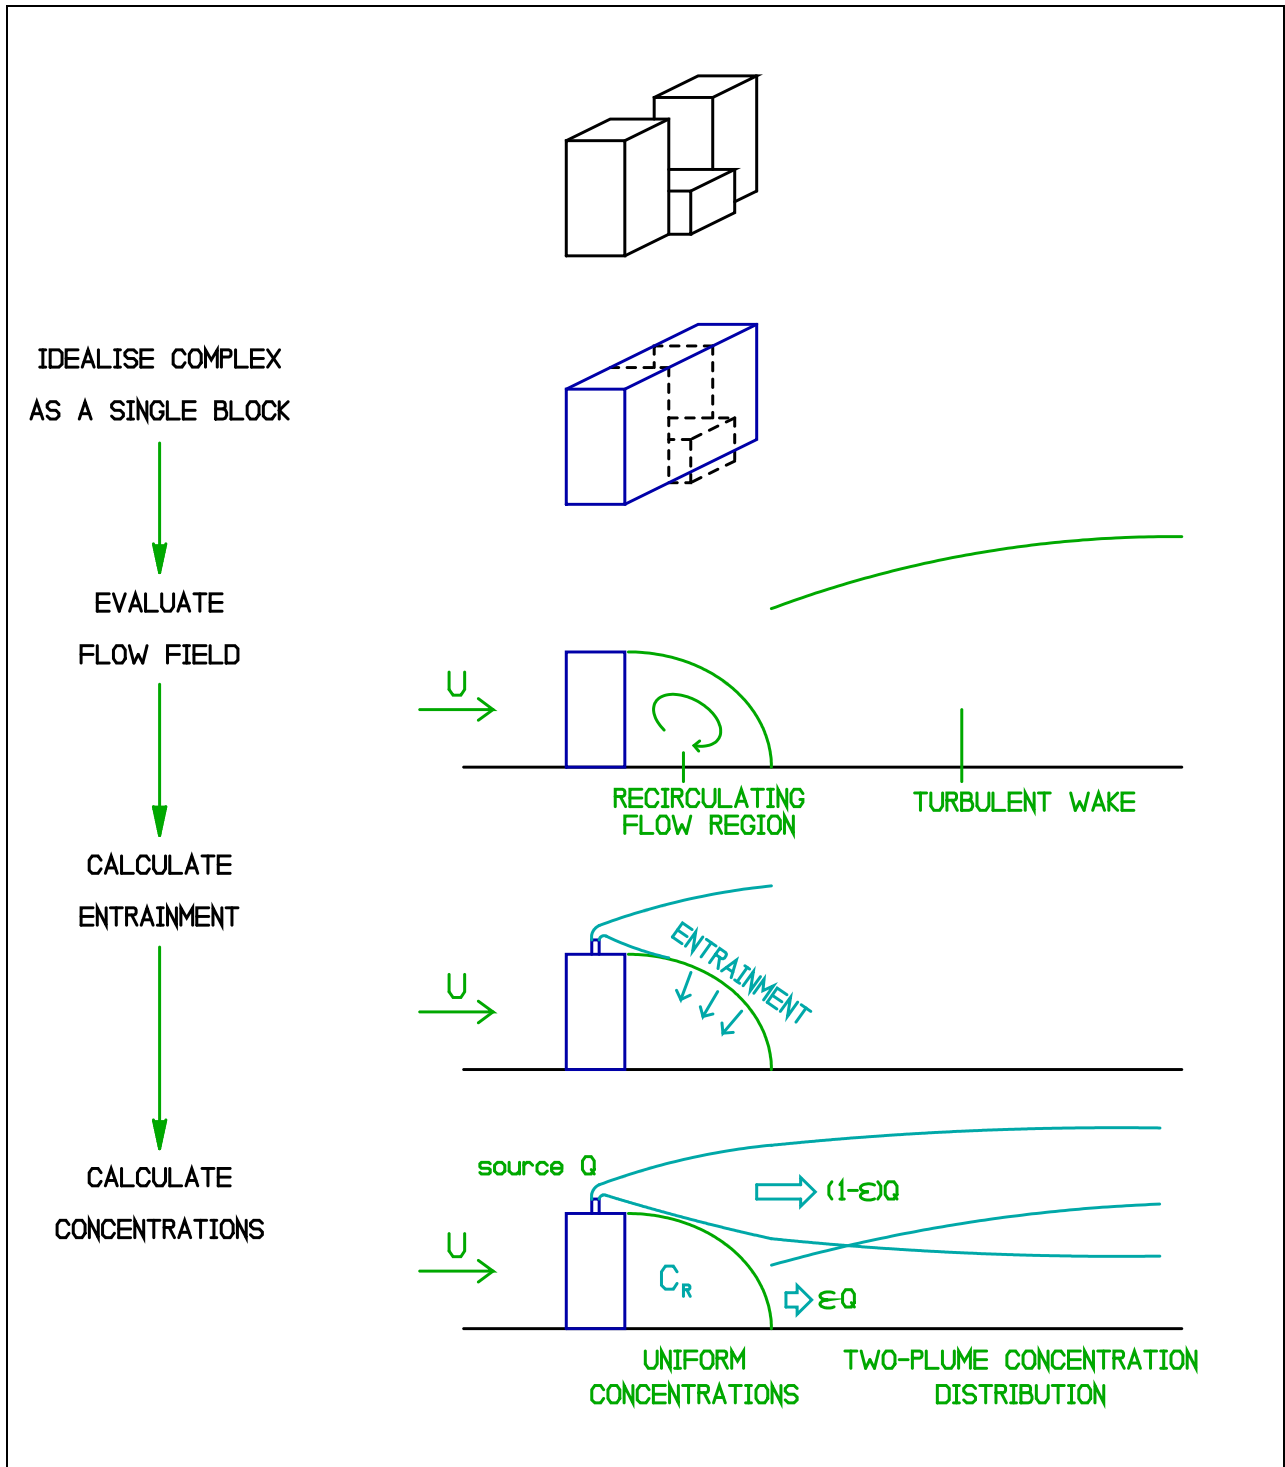 IDEALISE COMPLEX
AS A SINGLE BLOCK
EVALUATE
FLOW FIELD
U
RECIRCULATING
FLOW REGION
TURBULENT WAKE
CALCULATE
ENTRAINMENT
U
ENTRAINMENT
CALCULATE
CONCENTRATIONS
source Q
U
(1-ε)Q
C_R
εQ
UNIFORM
CONCENTRATIONS
TWO-PLUME CONCENTRATION
DISTRIBUTION